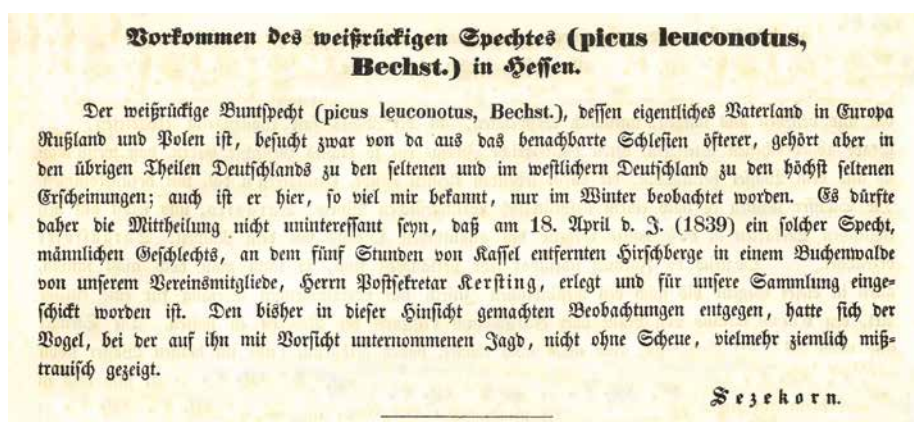 Vorkommen des weißrückigen Spechtes (picus leuconotus,
Bechst.) in Hessen.
Der weißrückige Buntspecht (picus leuconotus, Bechst.), dessen eigentliches Vaterland in Europa
Rußland und Polen ist, besucht zwar von da aus das benachbarte Schlesien öfterer, gehört aber in
den übrigen Theilen Deutschlands zu den seltenen und im westlichern Deutschland zu den höchst seltenen
Erscheinungen; auch ist er hier, so viel mir bekannt, nur im Winter beobachtet worden. Es dürfte
daher die Mittheilung nicht uninteressant seyn, daß am 18. April d. J. (1839) ein solcher Specht,
männlichen Geschlechts, an dem fünf Stunden von Kassel entfernten Hirschberge in einem Buchenwalde
von unserem Vereinsmitgliede, Herrn Postsekretar Kersting, erlegt und für unsere Sammlung einge-
schickt worden ist. Den bisher in dieser Hinsicht gemachten Beobachtungen entgegen, hatte sich der
Vogel, bei der auf ihn mit Vorsicht unternommenen Jagd, nicht ohne Scheue, vielmehr ziemlich miß-
trauisch gezeigt.
Sezekorn.